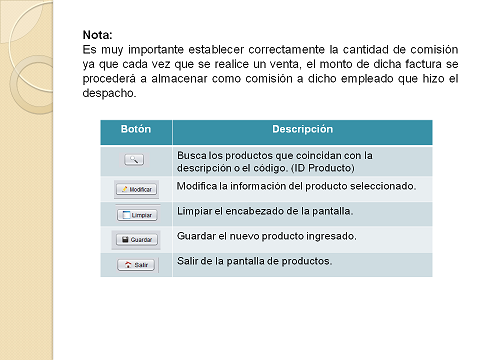 Nota:
Es muy importante establecer correctamente la cantidad de comisión
ya que cada vez que se realice un venta, el monto de dicha factura se
procederá a almacenar como comisión a dicho empleado que hizo el
despacho.
Botón Descripción
Busca los productos que coincidan con la
descripción o el código. (ID Producto)
Modificar Modifica la información del producto seleccionado.
Limpiar Limpiar el encabezado de la pantalla.
Guardar Guardar el nuevo producto ingresado.
Salir Salir de la pantalla de productos.